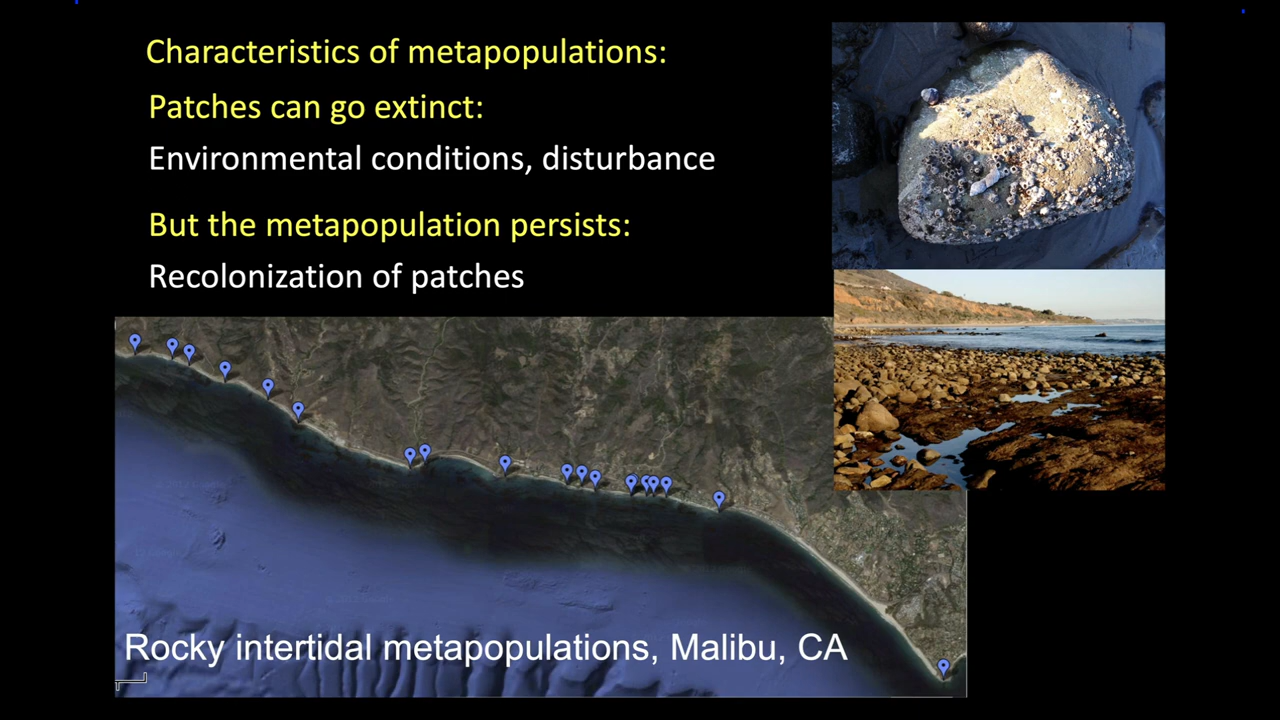 Characteristics of metapopulations:
Patches can go extinct:
Environmental conditions, disturbance
But the metapopulation persists:
Recolonization of patches
Rocky intertidal metapopulations, Malibu, CA